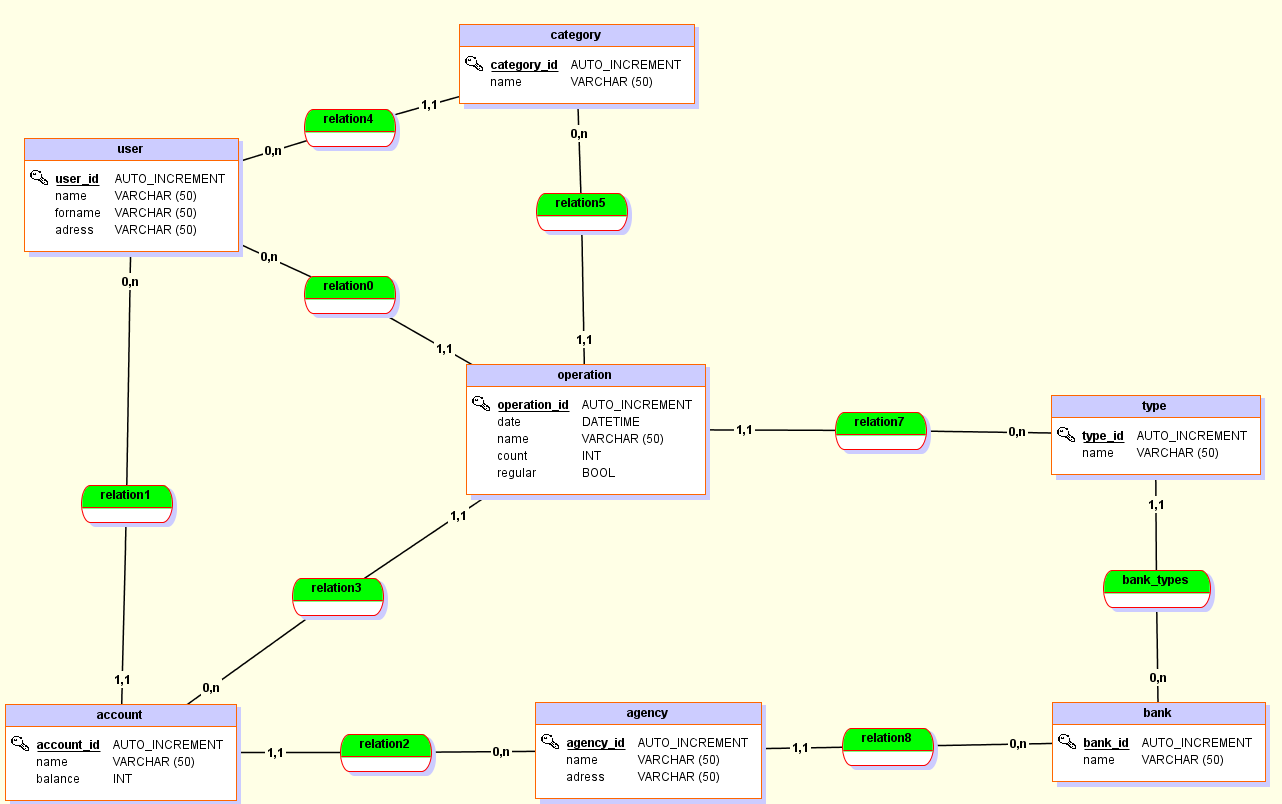 category
category_id AUTO_INCREMENT
name VARCHAR (50)
1,1
relation4
0,n
0,n
user
user_id AUTO_INCREMENT
name VARCHAR (50)
forname VARCHAR (50)
adress VARCHAR (50)
relation5
0,n
0,n
relation0
1,1
1,1
operation
operation_id AUTO_INCREMENT
date DATETIME
name VARCHAR (50)
count INT
regular BOOL
1,1
relation7
0,n
type
type_id AUTO_INCREMENT
name VARCHAR (50)
relation1
1,1
1,1
relation3
bank_types
1,1
0,n
0,n
account
account_id AUTO_INCREMENT
name VARCHAR (50)
balance INT
1,1
relation2
0,n
agency
agency_id AUTO_INCREMENT
name VARCHAR (50)
adress VARCHAR (50)
1,1
relation8
0,n
bank
bank_id AUTO_INCREMENT
name VARCHAR (50)